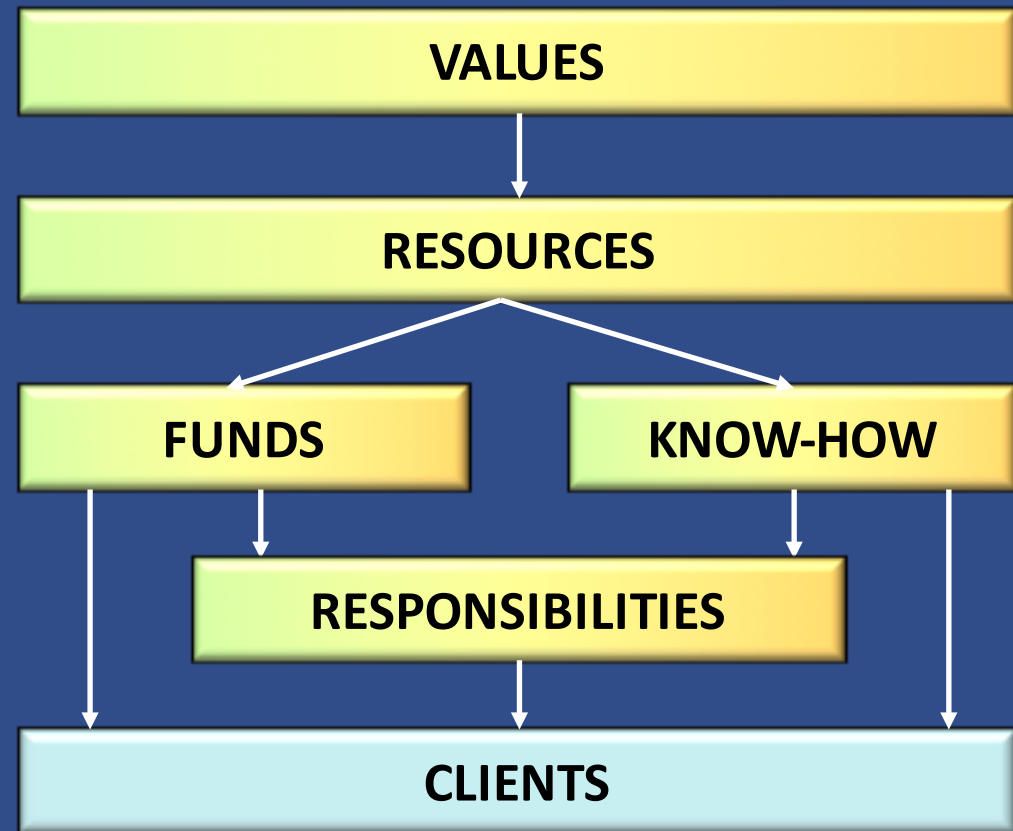 VALUES
RESOURCES
FUNDS
KNOW-HOW
RESPONSIBILITIES
CLIENTS